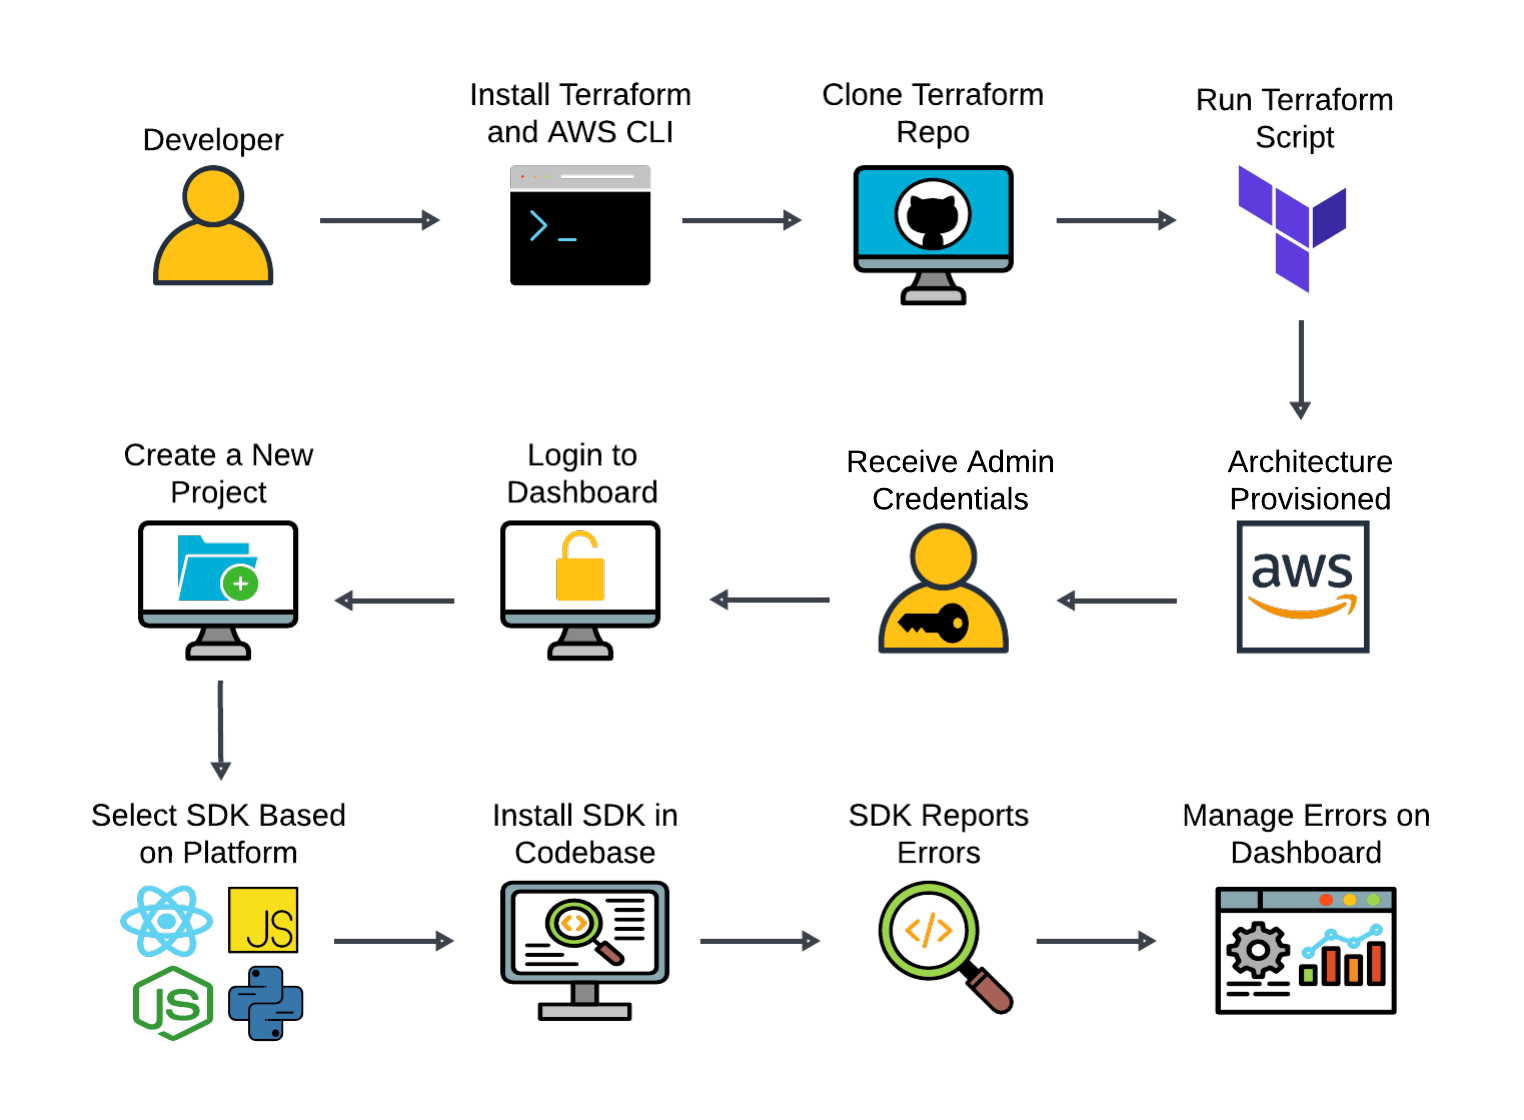 Developer
Install Terraform
and AWS CLI
Clone Terraform
Repo
Run Terraform
Script
Create a New
Project
Login to
Dashboard
Receive Admin
Credentials
Architecture
Provisioned
aws
Select SDK Based
on Platform
JS
JS
Install SDK in
Codebase
SDK Reports
Errors
Manage Errors on
Dashboard